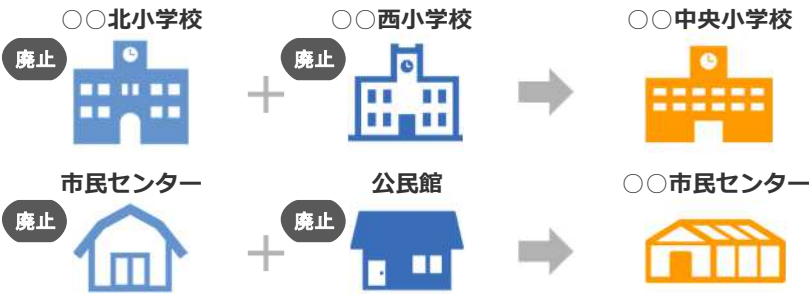 ○○北小学校
○○西小学校
○○中央小学校
廃止
廃止
市民センター
公民館
○○市民センター
廃止
廃止